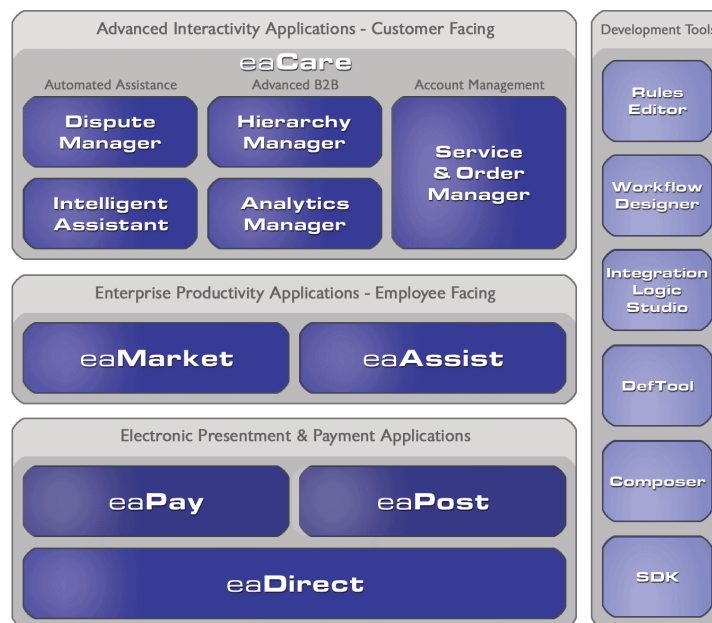 Advanced Interactivity Applications - Customer Facing
eaCare
Automated Assistance
Advanced B2B
Account Management
Dispute
Manager
Hierarchy
Manager
Service
& Order
Manager
Intelligent
Assistant
Analytics
Manager
Enterprise Productivity Applications - Employee Facing
eaMarket
eaAssist
Electronic Presentment & Payment Applications
eaPay
eaPost
eaDirect
Development Tools
Rules
Editor
Workflow
Designer
Integration
Logic
Studio
DefTool
Composer
SDK